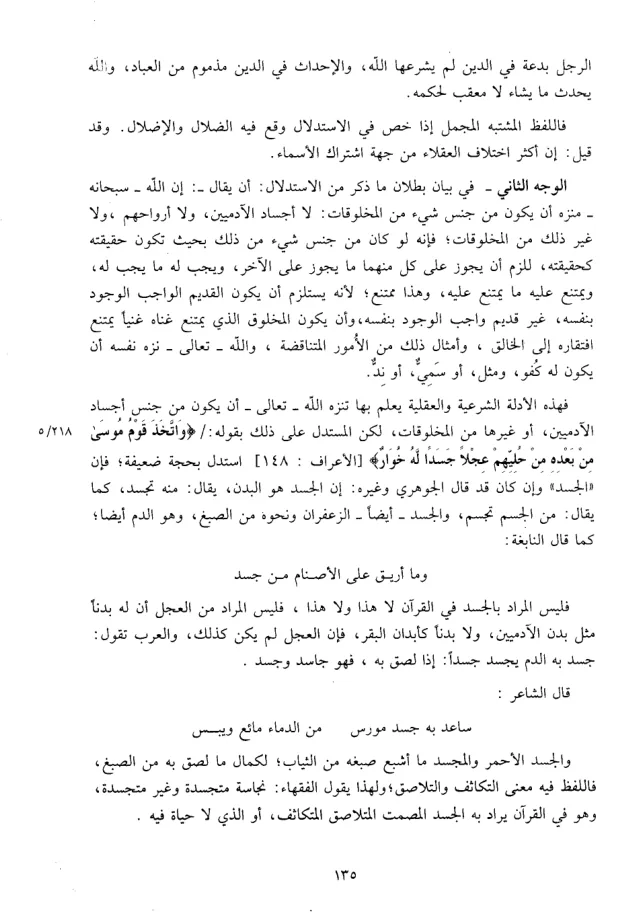 الرجل بدعة في الدين لم يشرعها الله، والإحداث في الدين مذموم من العباد، والله
يحدث ما يشاء لا معقب لحكمه.
فاللفظ المشتبه المجمل إذا خص في الاستدلال وقع فيه الضلال والإضلال. وقد
قيل: إن أكثر اختلاف العقلاء من جهة اشتراك الأسماء.
الوجه الثاني ـ في بيان بطلان ما ذكر من الاستدلال: أن يقال ـ: إن الله ـ سبحانه
ـ منزه أن يكون من جنس شيء من المخلوقات: لا أجساد الآدميين، ولا أرواحهم ،ولا
غير ذلك من المخلوقات؛ فإنه لو كان من جنس شيء من ذلك بحيث تكون حقيقته
كحقيقته، للزم أن يجوز على كل منهما ما يجوز على الآخر، ويجب له ما يجب له،
ويمتنع عليه ما يمتنع عليه، وهذا ممتنع؛ لأنه يستلزم أن يكون القديم الواجب الوجود
بنفسه، غير قديم واجب الوجود بنفسه،وأن يكون المخلوق الذي يمتنع غناه غنياً يمتنع
افتقاره إلى الخالق ، وأمثال ذلك من الأمور المتناقضة ، والله ـ تعالى ـ نزه نفسه أن
يكون له كُفو، ومثل، أو سَمِيٌّ، أو نِدٌّ.
فهذه الأدلة الشرعية والعقلية يعلم بها تنزه الله ـ تعالى ـ أن يكون من جنس أجساد
الآدميين، أو غيرها من المخلوقات، لكن المستدل على ذلك بقوله:/ ﴿وَاتَّخَذَ قَوْمُ مُوسَىٰ ٥/٢١٨
مِنْ بَعْدِهِ مِنْ حُلِيِّهِمْ عِجْلًا جَسَدًا لَّهُ خُوَارٌ﴾ [الأعراف : ١٤٨] استدل بحجة ضعيفة؛ فإن
«الجسد» وإن كان قد قال الجوهري وغيره: إن الجسد هو البدن، يقال: منه تجسد، كما
يقال: من الجسم تجسم، والجسد ـ أيضاً ـ الزعفران ونحوه من الصبغ، وهو الدم أيضا؛
كما قال النابغة:
وما أريق على الأصنام من جسد
فليس المراد بالجسد في القرآن لا هذا ولا هذا ، فليس المراد من العجل أن له بدناً
مثل بدن الآدميين، ولا بدناً كأبدان البقر، فإن العجل لم يكن كذلك، والعرب تقول:
جسد به الدم يجسد جسداً: إذا لصق به ، فهو جاسد وجسد .
قال الشاعر :
ساعد به جسد مورس من الدماء مائع ويبس
والجسد الأحمر والمجسد ما أشبع صبغه من الثياب؛ لكمال ما لصق به من الصبغ،
فاللفظ فيه معنى التكاثف والتلاصق؛ولهذا يقول الفقهاء: نجاسة متجسدة وغير متجسدة،
وهو في القرآن يراد به الجسد المصمت المتلاصق المتكاثف، أو الذي لا حياة فيه .
١٣٥